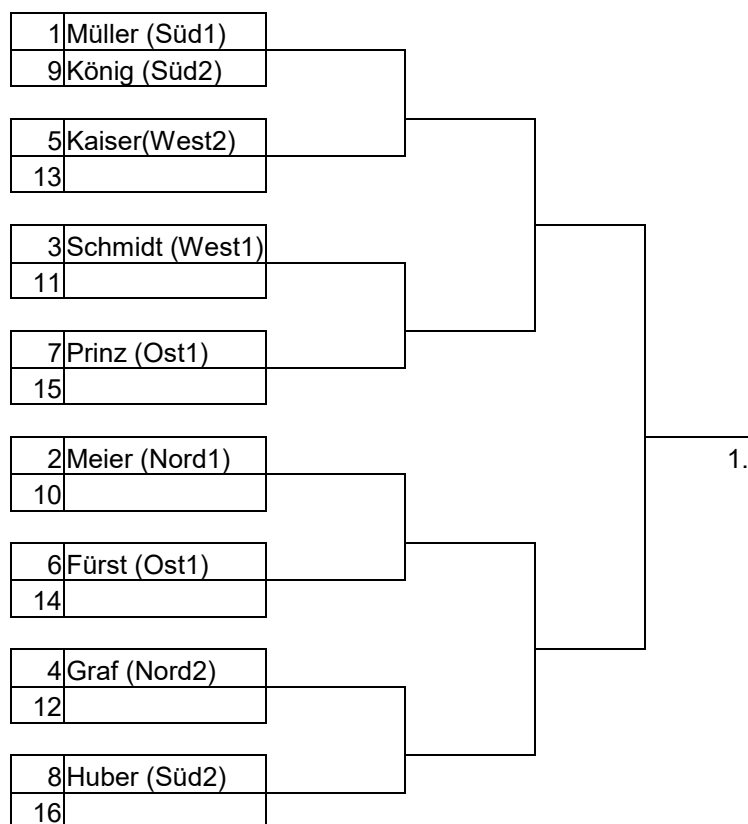 1 Müller (Süd1)
9 König (Süd2)
5 Kaiser(West2)
13
3 Schmidt (West1)
11
7 Prinz (Ost1)
15
2 Meier (Nord1)
10
6 Fürst (Ost1)
14
4 Graf (Nord2)
12
8 Huber (Süd2)
16
1.